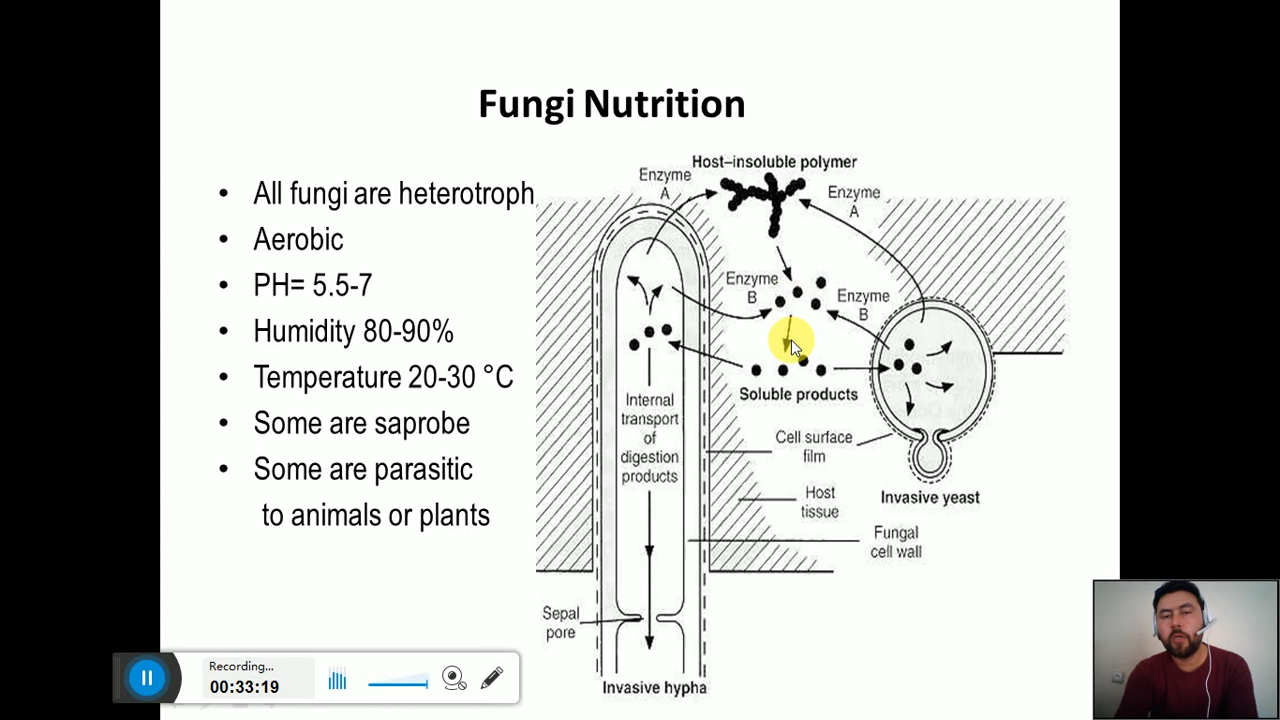 Fungi Nutrition
• All fungi are heterotroph
• Aerobic
• PH= 5.5-7
• Humidity 80-90%
• Temperature 20-30 °C
• Some are saprobe
• Some are parasitic
to animals or plants
Host–insoluble polymer
Enzyme
A
Enzyme
A
Enzyme
B
Enzyme
B
Soluble products
Internal
transport
of
digestion
products
Cell surface
film
Host
tissue
Invasive yeast
Fungal
cell wall
Sepal
pore
Invasive hypha
Recording...
00:33:19